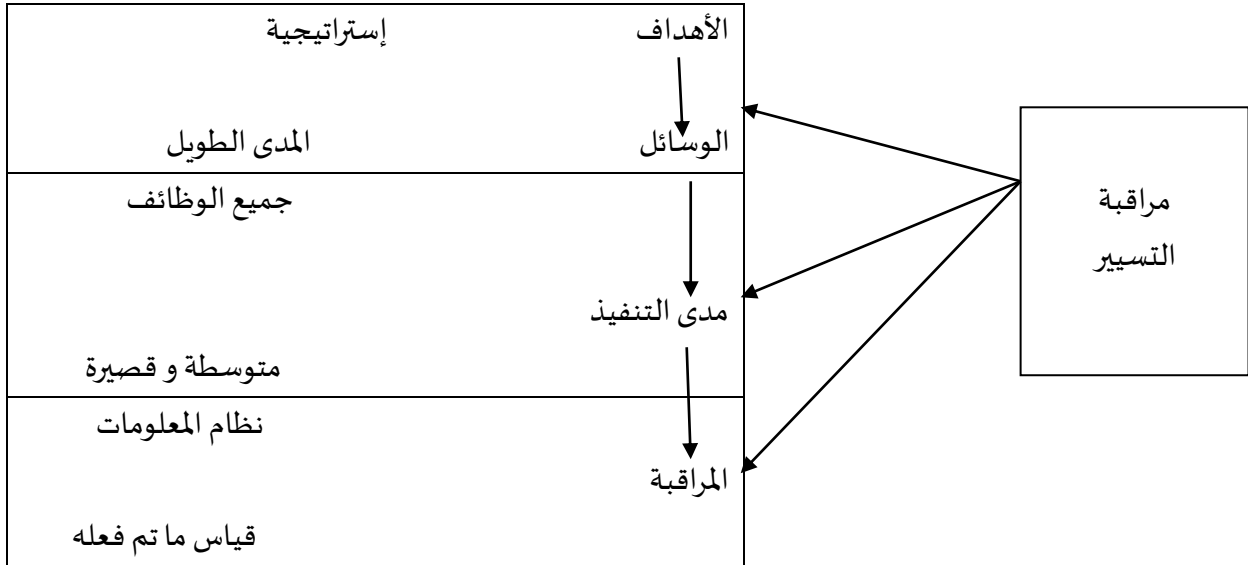 الأهداف
إستراتيجية
الوسائل
المدى الطويل
جميع الوظائف
مدى التنفيذ
متوسطة و قصيرة
نظام المعلومات
المراقبة
قياس ما تم فعله
مراقبة
التسيير